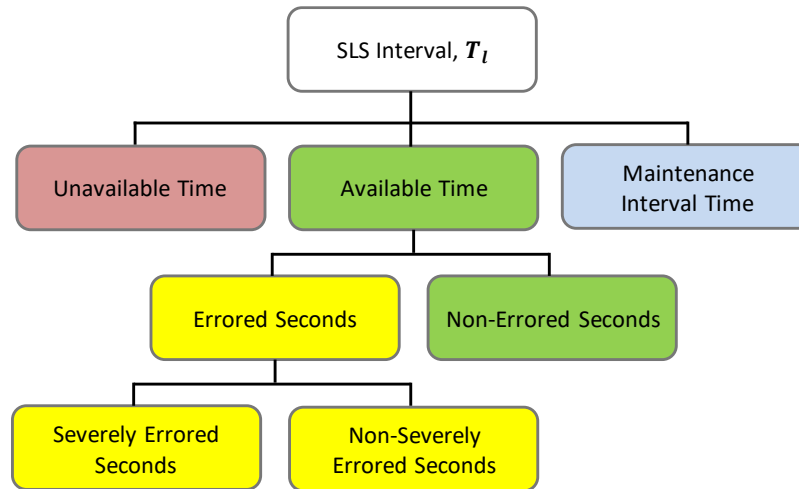 SLS Interval, T_l
Unavailable Time
Available Time
Maintenance
Interval Time
Errored Seconds
Non-Errored Seconds
Severely Errored
Seconds
Non-Severely
Errored Seconds